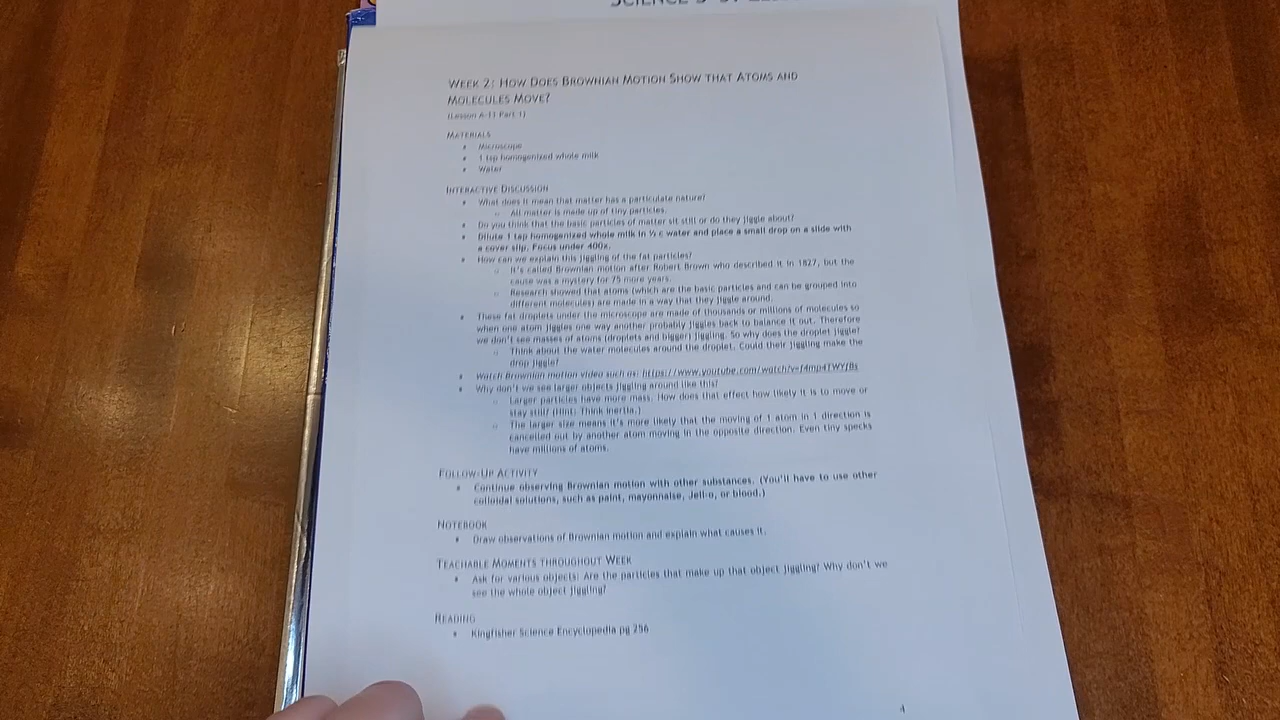 SCIENCE
WEEK 2: HOW DOES BROWNIAN MOTION SHOW THAT ATOMS AND
MOLECULES MOVE?
(Lesson A-11 Part 1)
MATERIALS
• Microscope
• 1 tsp homogenized whole milk
• Water
INTERACTIVE DISCUSSION
• What does it mean that matter has a particulate nature?
○ All matter is made up of tiny particles.
• Do you think that the basic particles of matter sit still or do they jiggle about?
• Dilute 1 tsp homogenized whole milk in ½ c water and place a small drop on a slide with
a cover slip. Focus under 400x.
• How can we explain this jiggling of the fat particles?
○ It's called Brownian motion after Robert Brown who described it in 1827, but the
cause was a mystery for 75 more years.
○ Research showed that atoms (which are the basic particles and can be grouped into
different molecules) are made in a way that they jiggle around.
• These fat droplets under the microscope are made of thousands or millions of molecules so
when one atom jiggles one way another probably jiggles back to balance it out. Therefore
we don't see masses of atoms (droplets and bigger) jiggling. So why does the droplet jiggle?
○ Think about the water molecules around the droplet. Could their jiggling make the
drop jiggle?
• Watch Brownian motion video such as: https://www.youtube.com/watch?v=
• Why don't we see larger objects jiggling around like this?
○ Larger particles have more mass. How does that effect how likely it is to move or
stay still? (Hint: Think inertia.)
○ The larger size means it's more likely that the moving of 1 atom in 1 direction is
cancelled out by another atom moving in the opposite direction. Even tiny specks
have millions of atoms.
FOLLOW-UP ACTIVITY
• Continue observing Brownian motion with other substances. (You'll have to use other
colloidal solutions, such as paint, mayonnaise, Jell-o, or blood.)
NOTEBOOK
• Draw observations of Brownian motion and explain what causes it.
TEACHABLE MOMENTS THROUGHOUT WEEK
• Ask for various objects: Are the particles that make up that object jiggling? Why don't we
see the whole object jiggling?
READING
• Kingfisher Science Encyclopedia pg 256
4